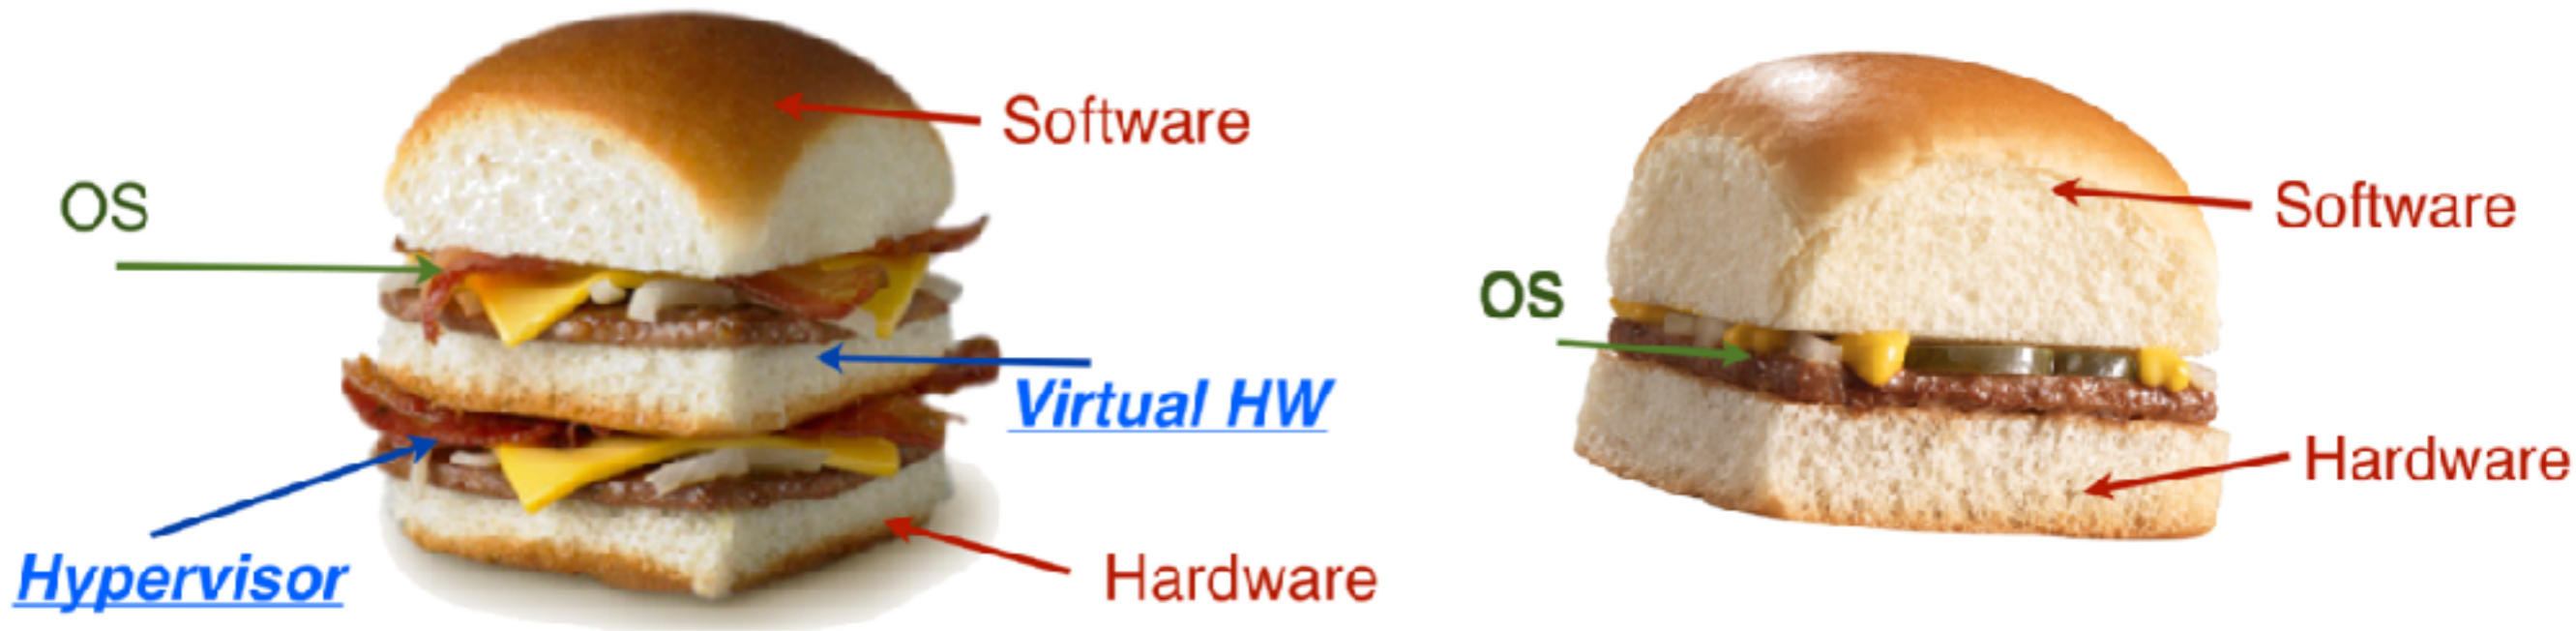 Software
OS
Virtual HW
Hypervisor
Hardware
Software
OS
Hardware